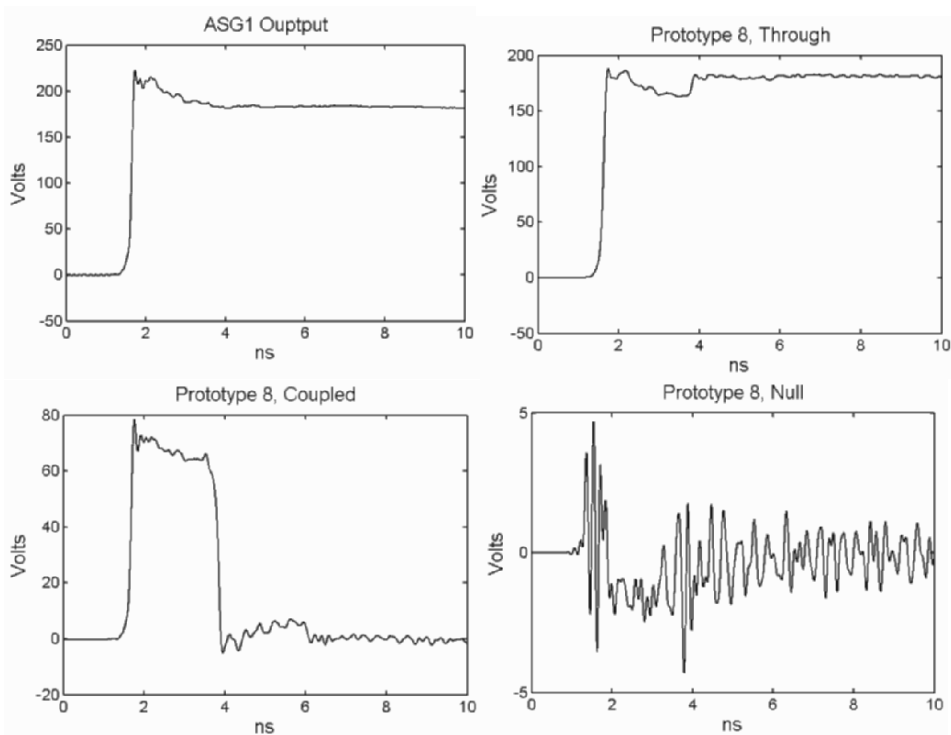 ASG1 Ouptput
250
200
150
100
50
0
-50
Volts
0 2 4 6 8 10
ns
Prototype 8, Through
200
150
100
50
0
-50
Volts
0 2 4 6 8 10
ns
Prototype 8, Coupled
80
60
40
20
0
-20
Volts
0 2 4 6 8 10
ns
Prototype 8, Null
5
0
-5
Volts
0 2 4 6 8 10
ns